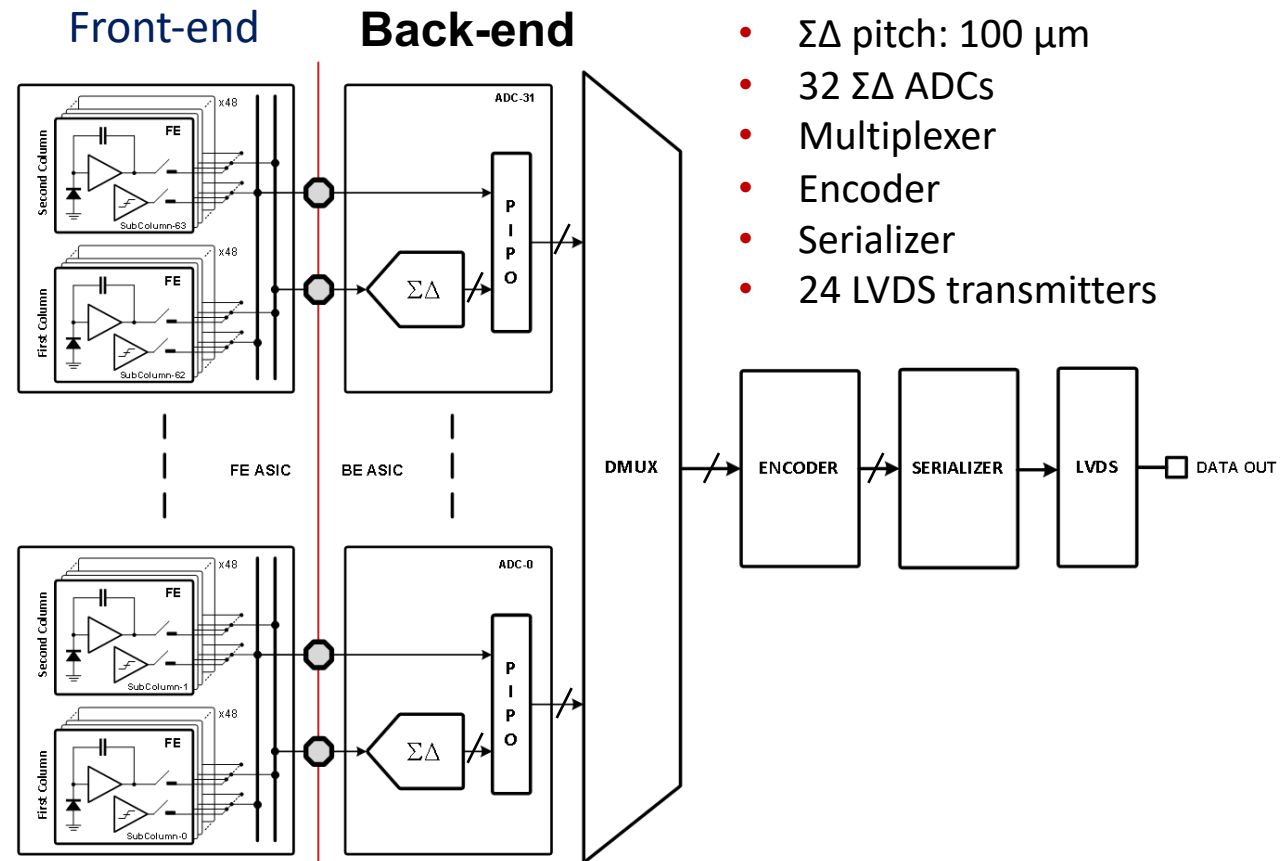 Front-end
Back-end
• ΣΔ pitch: 100 μm
• 32 ΣΔ ADCs
• Multiplexer
• Encoder
• Serializer
• 24 LVDS transmitters
x48
FE
Second Column
SubColumn-63
x48
FE
First Column
SubColumn-62
ADC-31
PIPO
ΣΔ
FE ASIC
BE ASIC
x48
FE
Second Column
SubColumn-1
x48
FE
First Column
SubColumn-0
ADC-0
PIPO
ΣΔ
DMUX
ENCODER
SERIALIZER
LVDS
DATA OUT